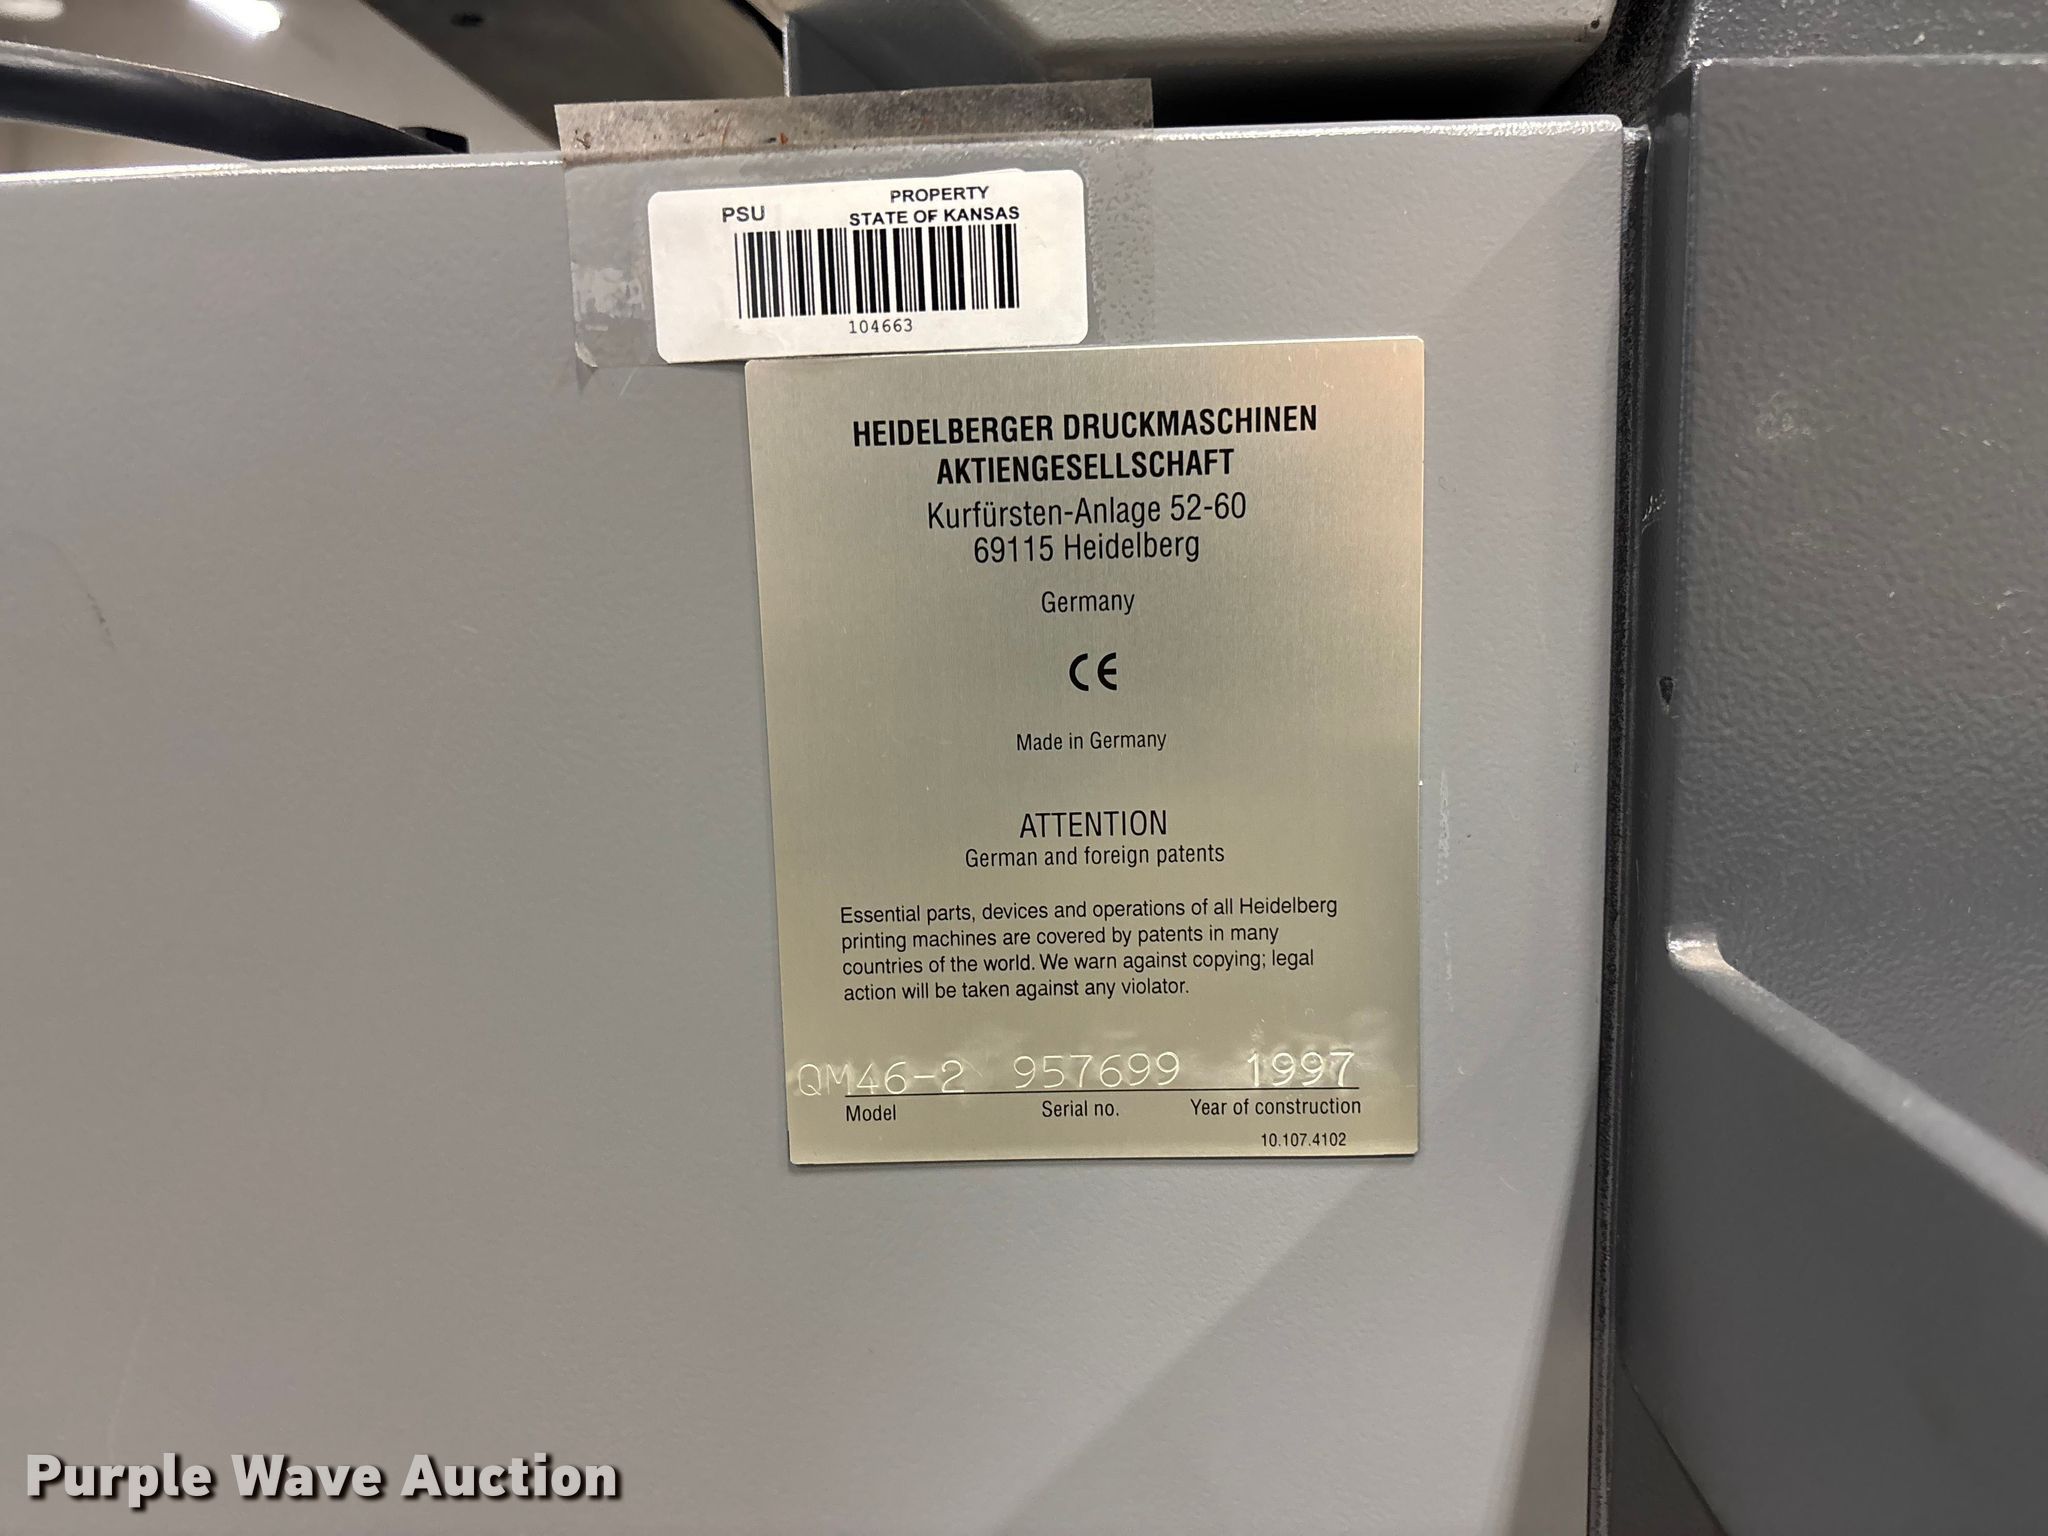 PSU
PROPERTY
STATE OF KANSAS
104663
HEIDELBERGER DRUCKMASCHINEN
AKTIENGESELLSCHAFT
Kurfürsten-Anlage 52-60
69115 Heidelberg
Germany
CE
Made in Germany
ATTENTION
German and foreign patents
Essential parts, devices and operations of all Heidelberg
printing machines are covered by patents in many
countries of the world. We warn against copying; legal
action will be taken against any violator.
QM46-2 957699 1997
Model Serial no. Year of construction
10.107.4102
Purple Wave Auction